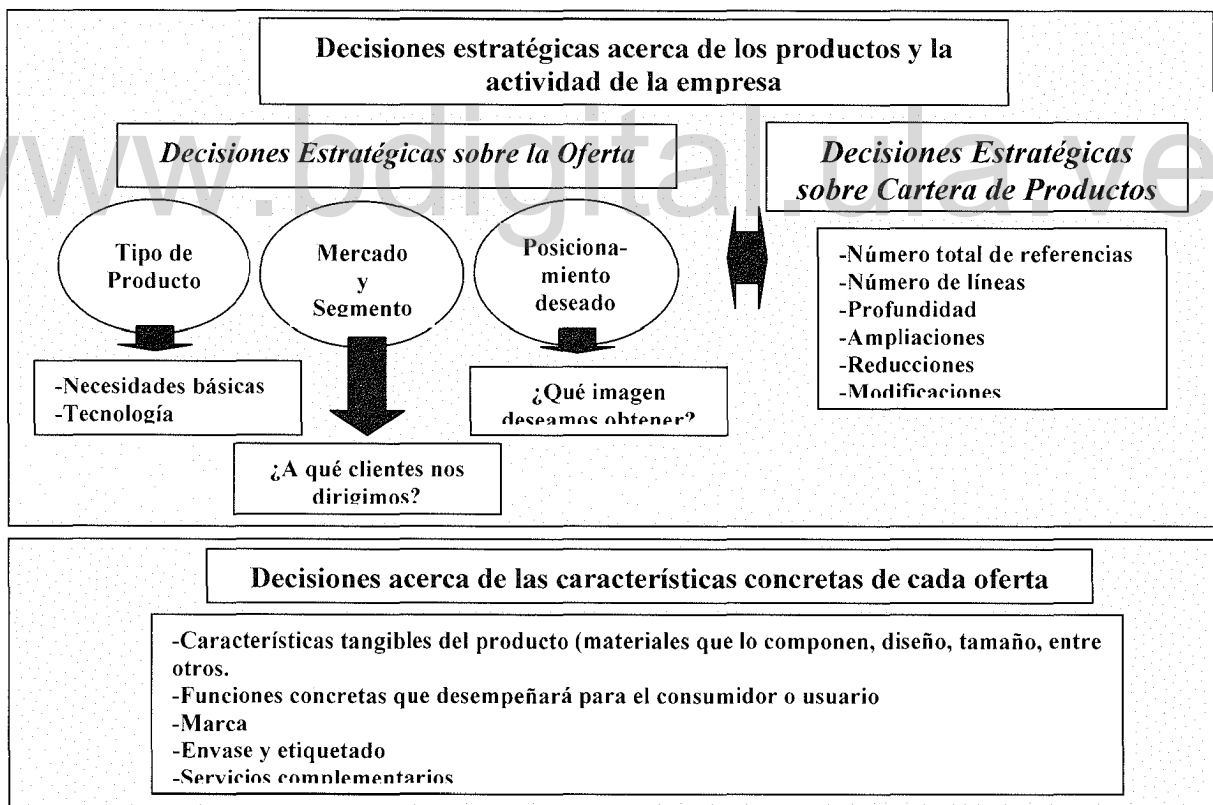 Decisiones estratégicas acerca de los productos y la
actividad de la empresa
www.bdigital.ula.ve
Decisiones Estratégicas sobre la Oferta
Tipo de
Producto
-Necesidades básicas
-Tecnología
Mercado
y
Segmento
¿A qué clientes nos
dirigimos?
Posiciona-
miento
deseado
¿Qué imagen
deseamos obtener?
Decisiones Estratégicas
sobre Cartera de Productos
-Número total de referencias
-Número de líneas
-Profundidad
-Ampliaciones
-Reducciones
-Modificaciones
Decisiones acerca de las características concretas de cada oferta
-Características tangibles del producto (materiales que lo componen, diseño, tamaño, entre
otros.
-Funciones concretas que desempeñará para el consumidor o usuario
-Marca
-Envase y etiquetado
-Servicios complementarios